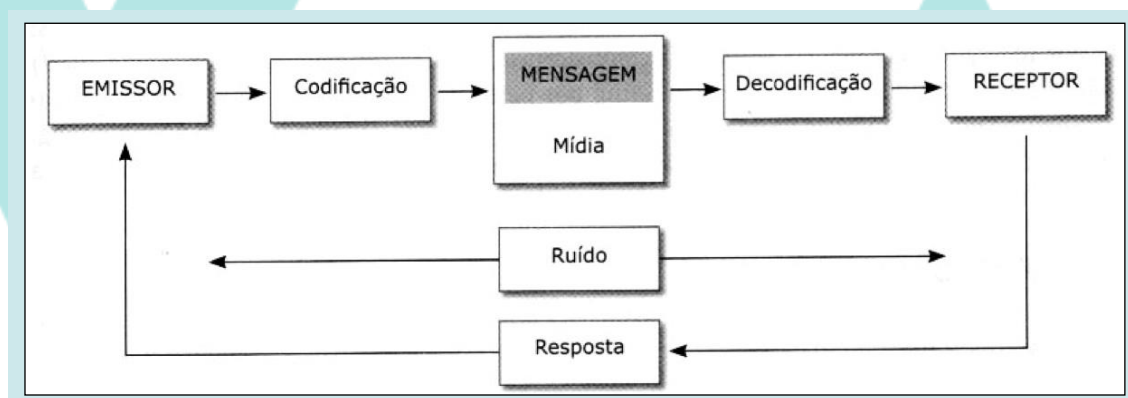 EMISSOR
Codificação
MENSAGEM
Mídia
Decodificação
RECEPTOR
Ruído
Resposta